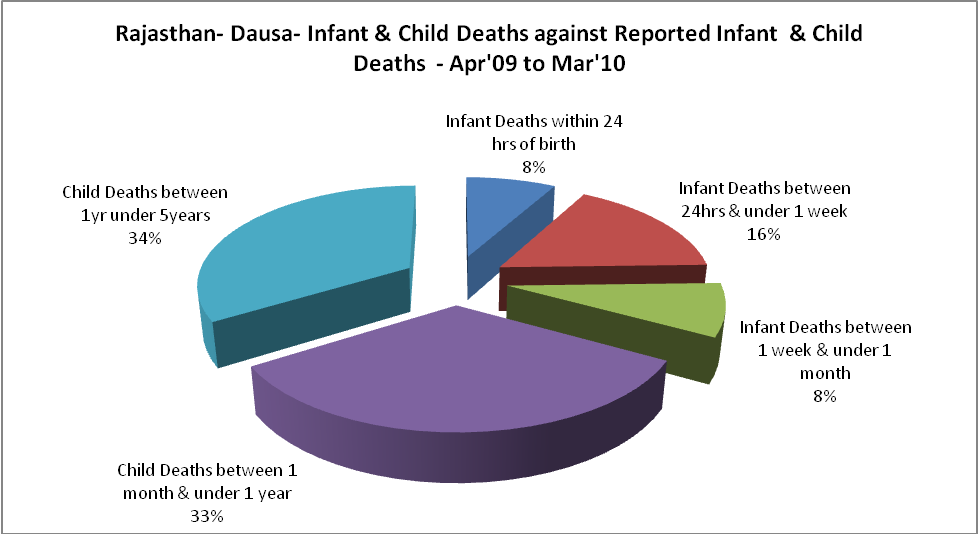 Rajasthan- Dausa- Infant & Child Deaths against Reported Infant & Child
Deaths - Apr'09 to Mar'10
Infant Deaths within 24
hrs of birth
8%
Infant Deaths between
24hrs & under 1 week
16%
Infant Deaths between
1 week & under 1
month
8%
Child Deaths between 1
month & under 1 year
33%
Child Deaths between
1yr under 5years
34%